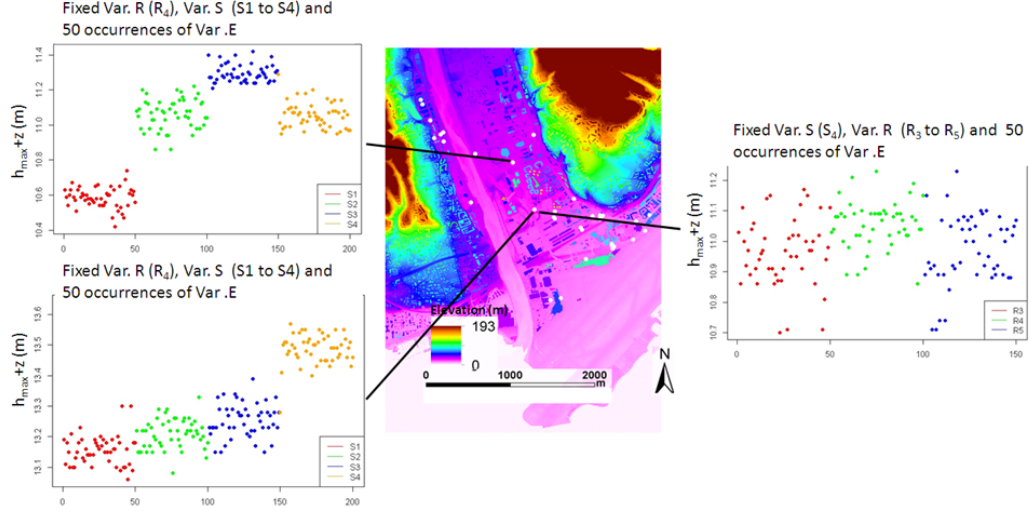 Fixed Var. R (R4), Var. S (S1 to S4) and
50 occurrences of Var .E
hmax+z (m)
11.4
11.2
11.0
10.8
10.6
10.4
S1
S2
S3
S4
0 50 100 150 200
Fixed Var. R (R4), Var. S (S1 to S4) and
50 occurrences of Var .E
hmax+z (m)
13.6
13.5
13.4
13.3
13.2
13.1
S1
S2
S3
S4
0 50 100 150 200
Elevation (m)
193
0
N
0 1000 2000
m
Fixed Var. S (S4), Var. R (R3 to R5) and 50
occurrences of Var .E
hmax+z (m)
11.2
11.1
11.0
10.9
10.8
10.7
R3
R4
R5
0 50 100 150